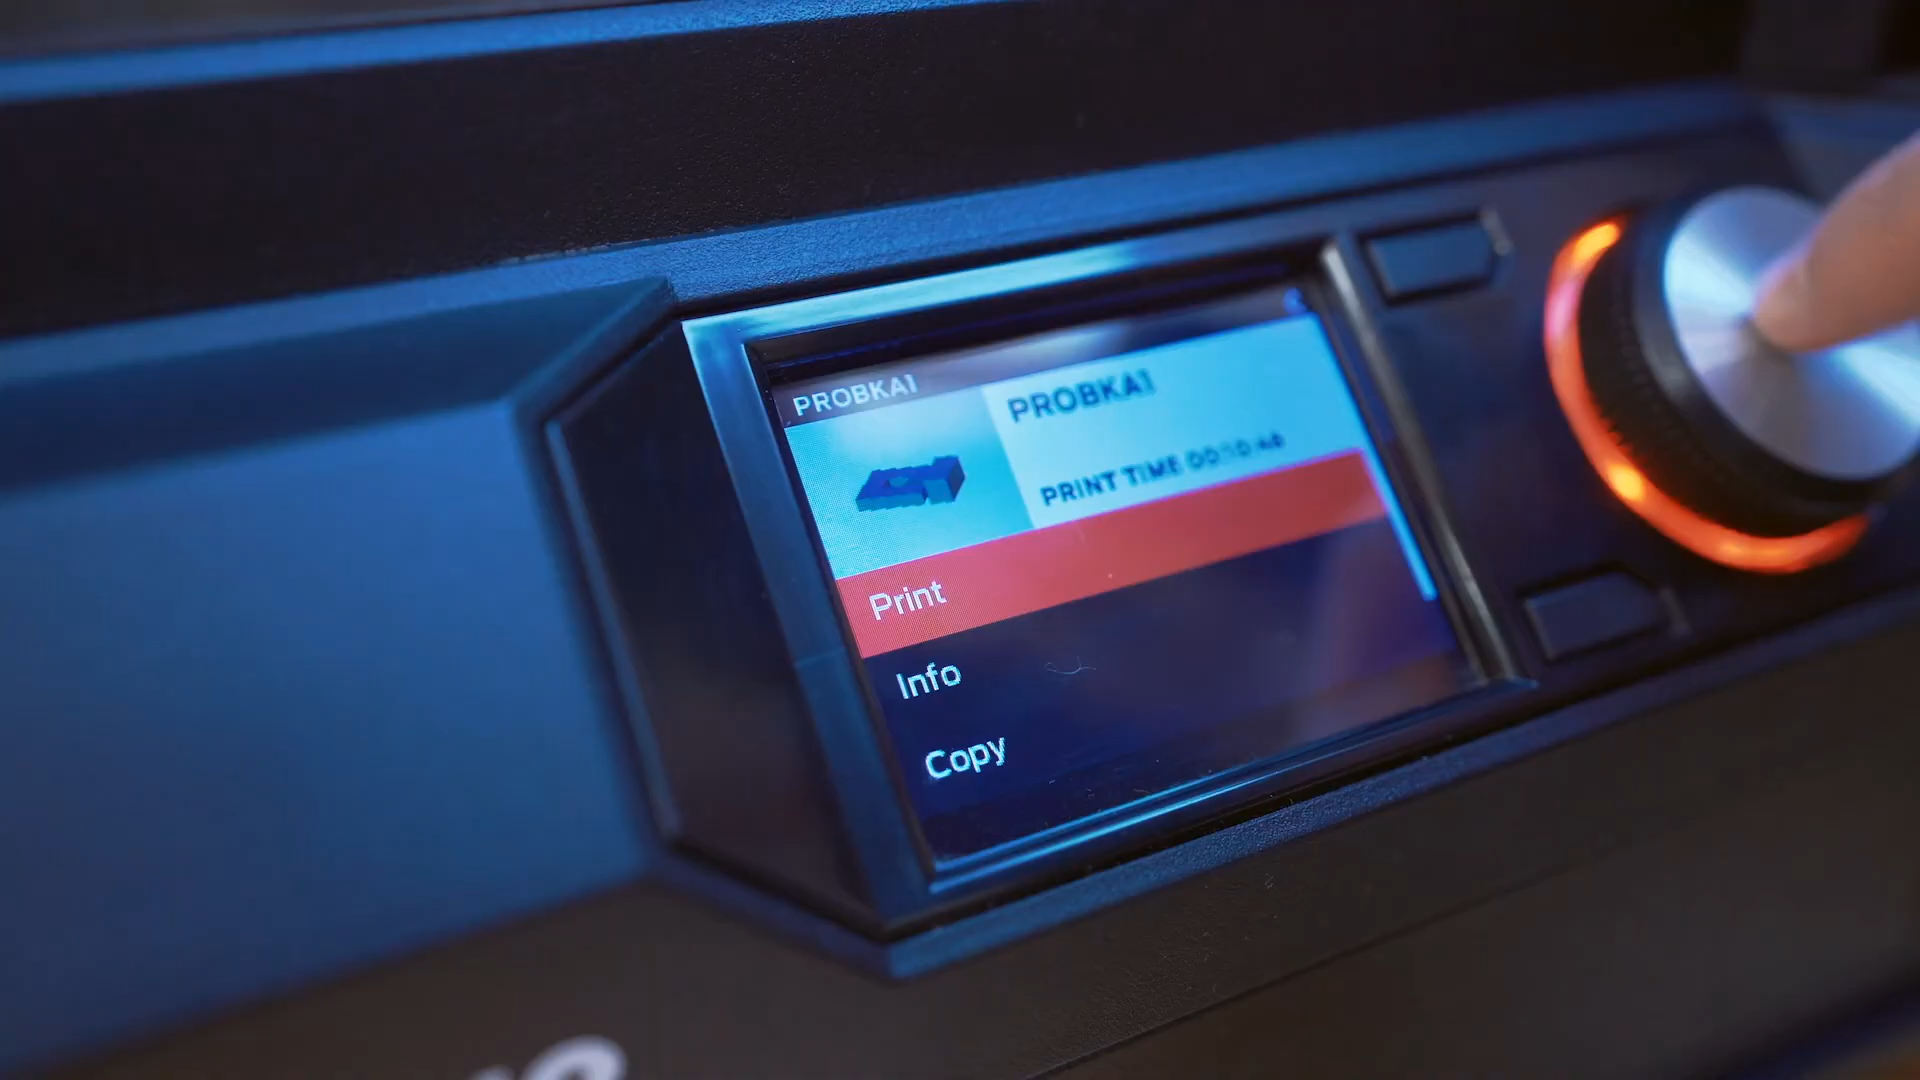 PROBKA1
PROBKA1
PRINT TIME 00:10:46
Print
Info
Copy